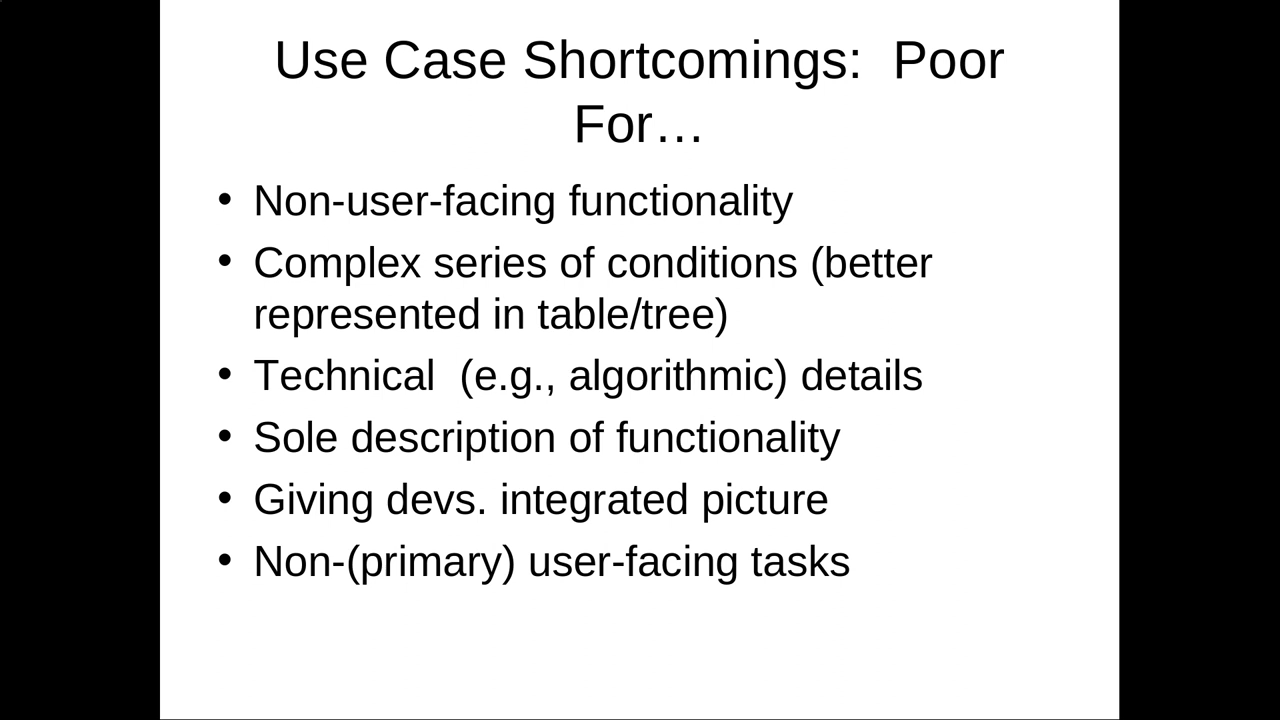 Use Case Shortcomings:  Poor
For…
• Non-user-facing functionality
• Complex series of conditions (better
represented in table/tree)
• Technical  (e.g., algorithmic) details
• Sole description of functionality
• Giving devs. integrated picture
• Non-(primary) user-facing tasks